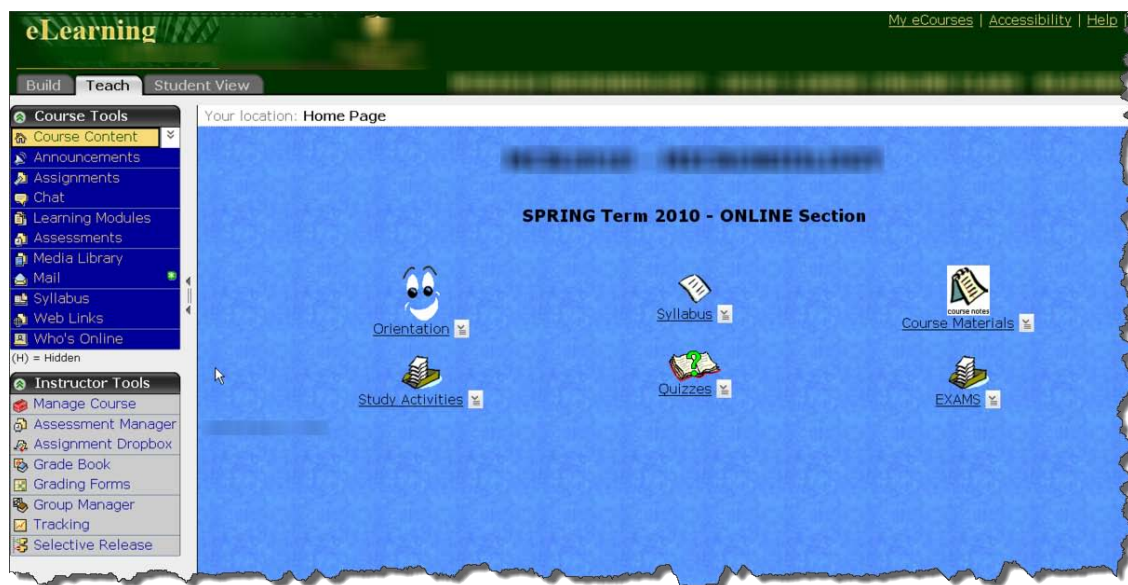 eLearning
My eCourses | Accessibility | Help
Build Teach Student View
Course Tools
Course Content
Announcements
Assignments
Chat
Learning Modules
Assessments
Media Library
Mail
Syllabus
Web Links
Who's Online
(H) = Hidden
Instructor Tools
Manage Course
Assessment Manager
Assignment Dropbox
Grade Book
Grading Forms
Group Manager
Tracking
Selective Release
Your location: Home Page
SPRING Term 2010 - ONLINE Section
Orientation
Syllabus
course notes
Course Materials
Study Activities
Quizzes
EXAMS